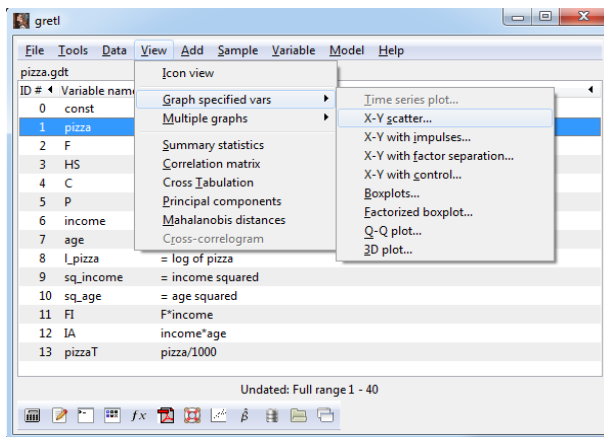 gretl
File Tools Data View Add Sample Variable Model Help
pizza.gdt
ID # Variable name
0 const
1 pizza
2 F
3 HS
4 C
5 P
6 income
7 age
8 l_pizza = log of pizza
9 sq_income = income squared
10 sq_age = age squared
11 FI F*income
12 IA income*age
13 pizzaT pizza/1000
Icon view
Graph specified vars
Multiple graphs
Summary statistics
Correlation matrix
Cross Tabulation
Principal components
Mahalanobis distances
Cross-correlogram
Time series plot...
X-Y scatter...
X-Y with impulses...
X-Y with factor separation...
X-Y with control...
Boxplots...
Factorized boxplot...
Q-Q plot...
3D plot...
Undated: Full range 1 - 40
fx β̂